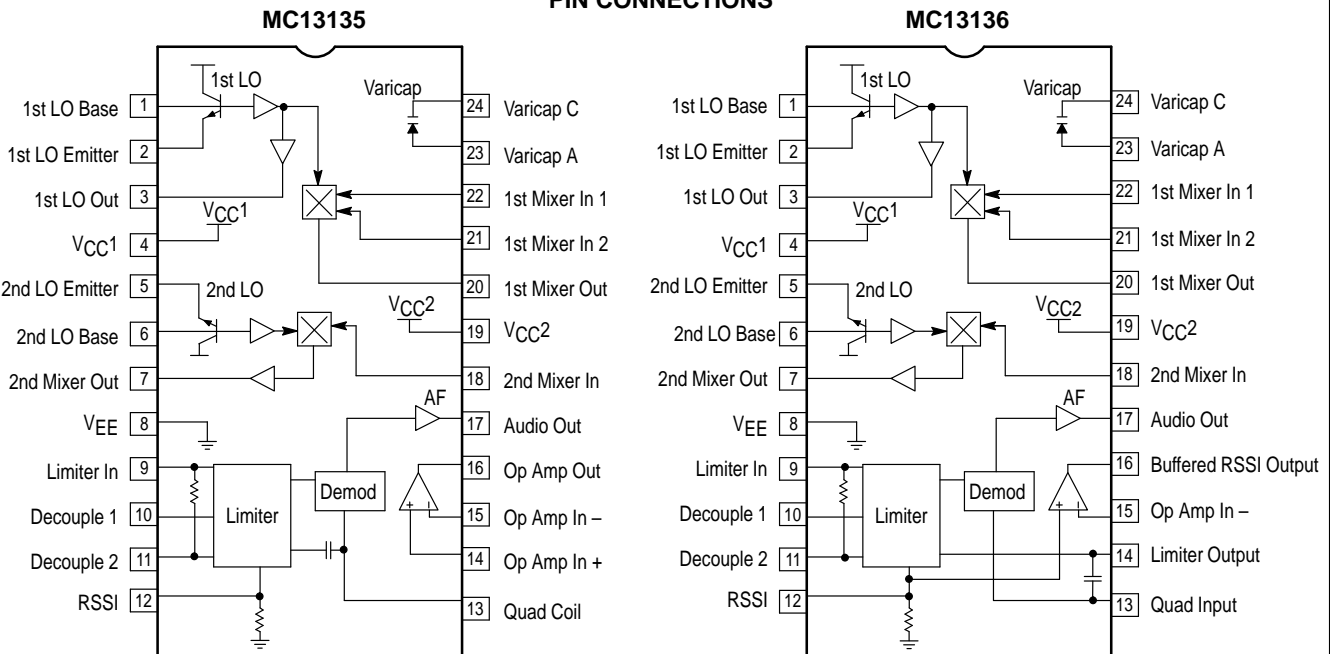 PIN CONNECTIONS
MC13135
1st LO
Varicap
1st LO Base 1
24 Varicap C
1st LO Emitter 2
23 Varicap A
1st LO Out 3
22 1st Mixer In 1
VCC1
VCC1 4
21 1st Mixer In 2
2nd LO Emitter 5
20 1st Mixer Out
2nd LO
VCC2
2nd LO Base 6
19 VCC2
2nd Mixer Out 7
18 2nd Mixer In
AF
VEE 8
17 Audio Out
Limiter In 9
16 Op Amp Out
Demod
+ –
Decouple 1 10
Limiter
15 Op Amp In –
Decouple 2 11
14 Op Amp In +
RSSI 12
13 Quad Coil
MC13136
1st LO
Varicap
1st LO Base 1
24 Varicap C
1st LO Emitter 2
23 Varicap A
1st LO Out 3
22 1st Mixer In 1
VCC1
VCC1 4
21 1st Mixer In 2
2nd LO Emitter 5
20 1st Mixer Out
2nd LO
VCC2
2nd LO Base 6
19 VCC2
2nd Mixer Out 7
18 2nd Mixer In
AF
VEE 8
17 Audio Out
Limiter In 9
16 Buffered RSSI Output
Demod
+ –
Decouple 1 10
Limiter
15 Op Amp In –
Decouple 2 11
14 Limiter Output
RSSI 12
13 Quad Input